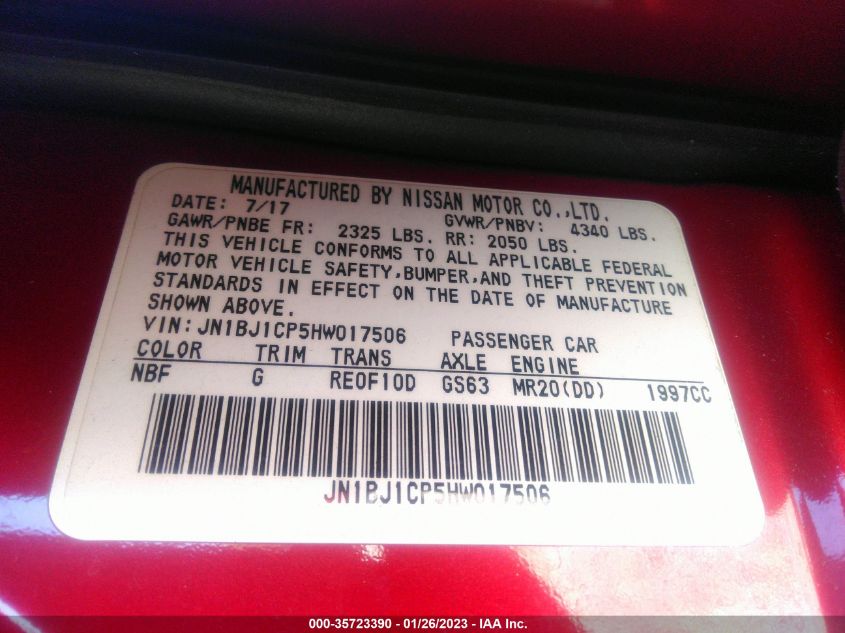 MANUFACTURED BY NISSAN MOTOR CO.,LTD.
DATE: 7/17 GVWR/PNBV: 4340 LBS.
GAWR/PNBE FR: 2325 LBS. RR: 2050 LBS.
THIS VEHICLE CONFORMS TO ALL APPLICABLE FEDERAL
MOTOR VEHICLE SAFETY,BUMPER,AND THEFT PREVENTION
STANDARDS IN EFFECT ON THE DATE OF MANUFACTURE
SHOWN ABOVE.
VIN:JN1BJ1CP5HW017506 PASSENGER CAR
COLOR TRIM TRANS AXLE ENGINE
NBF G RE0F10D GS63 MR20(DD) 1997CC
JN1BJ1CP5HW017506
000-35723390 - 01/26/2023 - IAA Inc.